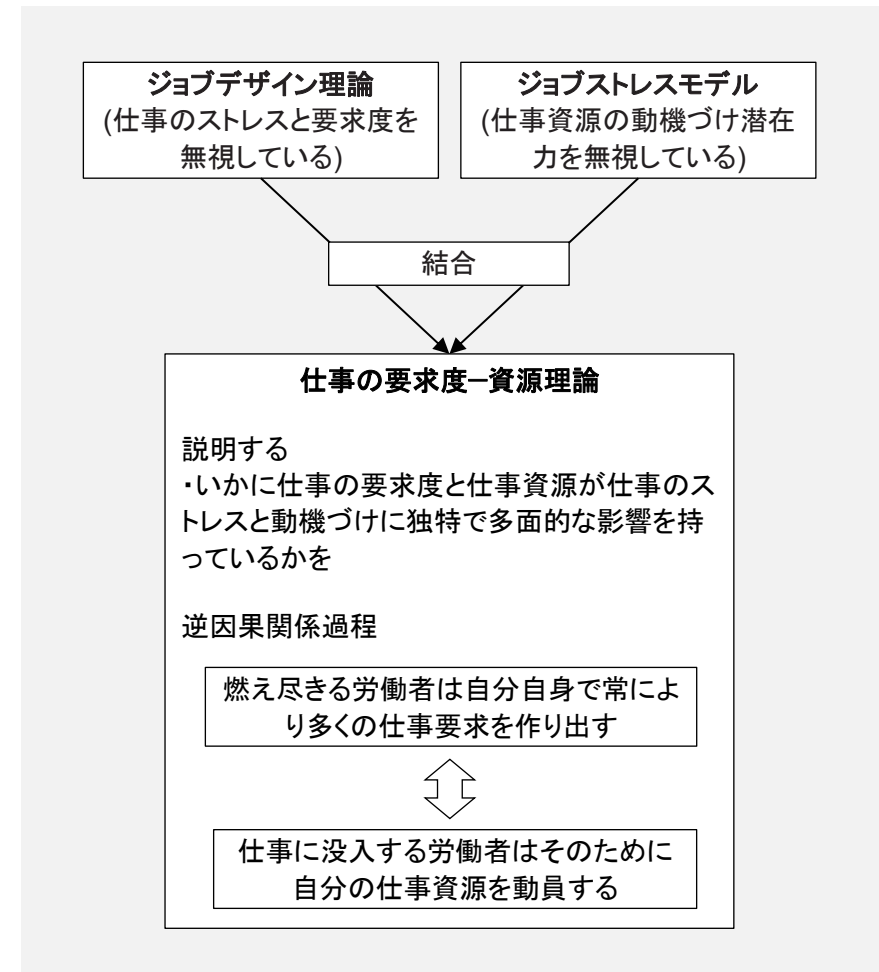 ジョブデザイン理論
(仕事のストレスと要求度を
無視している)
ジョブストレスモデル
(仕事資源の動機づけ潜在
力を無視している)
結合
仕事の要求度─資源理論
説明する
・いかに仕事の要求度と仕事資源が仕事のス
トレスと動機づけに独特で多面的な影響を持
っているかを
逆因果関係過程
燃え尽きる労働者は自分自身で常によ
り多くの仕事要求を作り出す
仕事に没入する労働者はそのために
自分の仕事資源を動員する